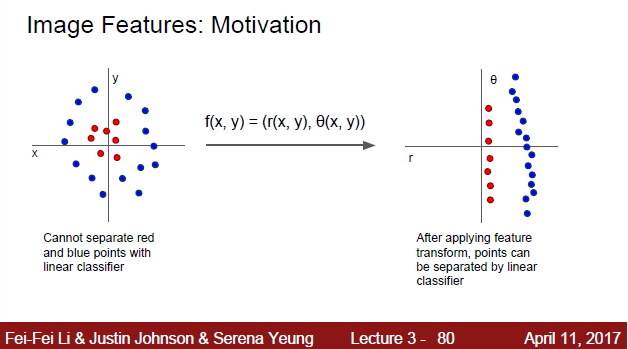 Image Features: Motivation
y
x
f(x, y) = (r(x, y), θ(x, y))
θ
r
Cannot separate red
and blue points with
linear classifier
After applying feature
transform, points can
be separated by linear
classifier
Fei-Fei Li & Justin Johnson & Serena Yeung Lecture 3 - 80 April 11, 2017